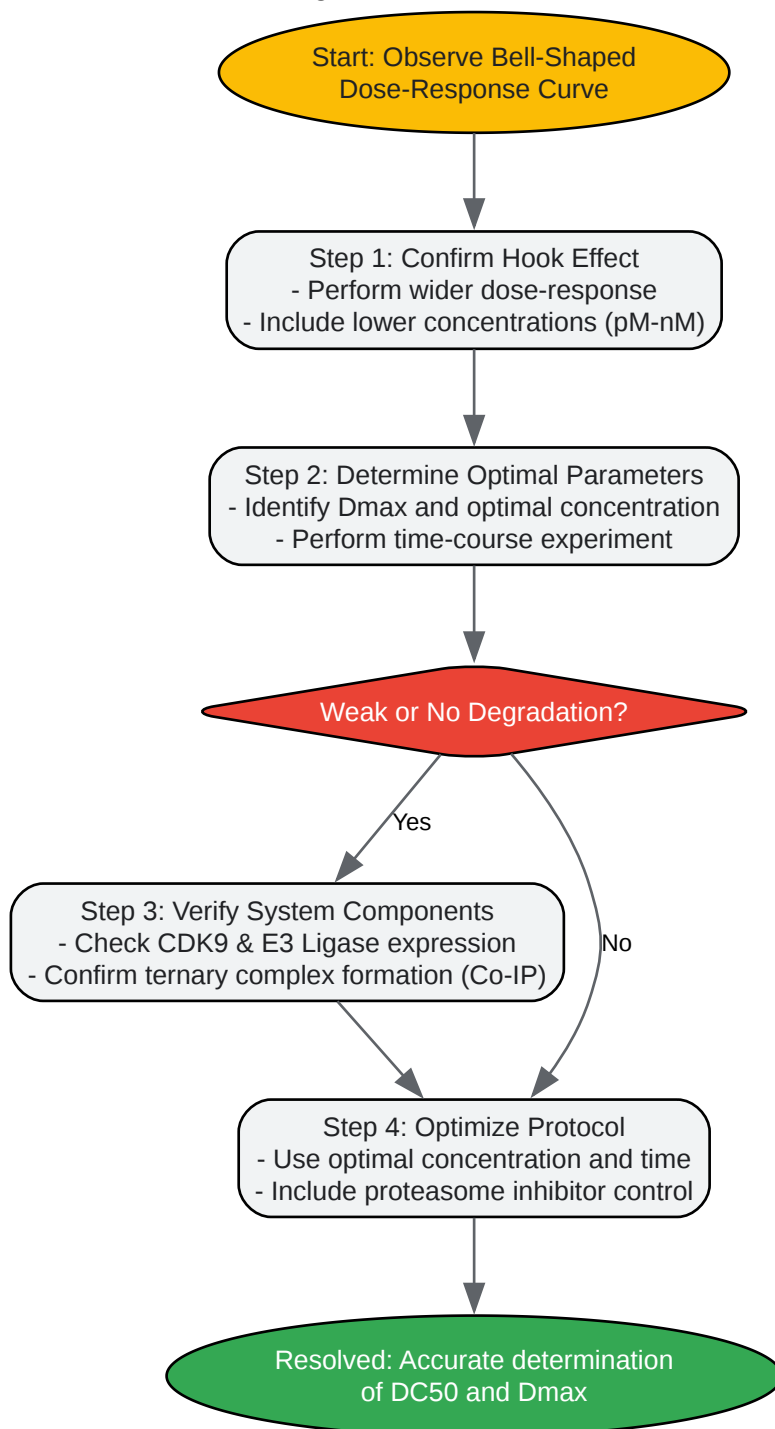 Start: Observe Bell-Shaped
Dose-Response Curve
Step 1: Confirm Hook Effect
- Perform wider dose-response
- Include lower concentrations (pM-nM)
Step 2: Determine Optimal Parameters
- Identify Dmax and optimal concentration
- Perform time-course experiment
Weak or No Degradation?
Yes
Step 3: Verify System Components
- Check CDK9 & E3 Ligase expression
- Confirm ternary complex formation (Co-IP)
No
Step 4: Optimize Protocol
- Use optimal concentration and time
- Include proteasome inhibitor control
Resolved: Accurate determination
of DC50 and Dmax